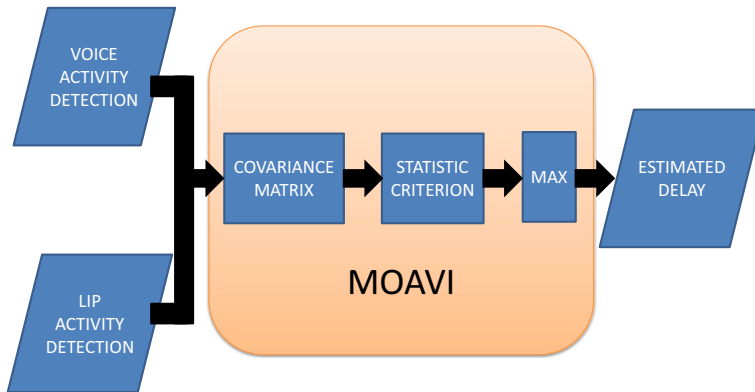 VOICE
ACTIVITY
DETECTION
COVARIANCE
MATRIX
STATISTIC
CRITERION
MAX
ESTIMATED
DELAY
MOAVI
LIP
ACTIVITY
DETECTION